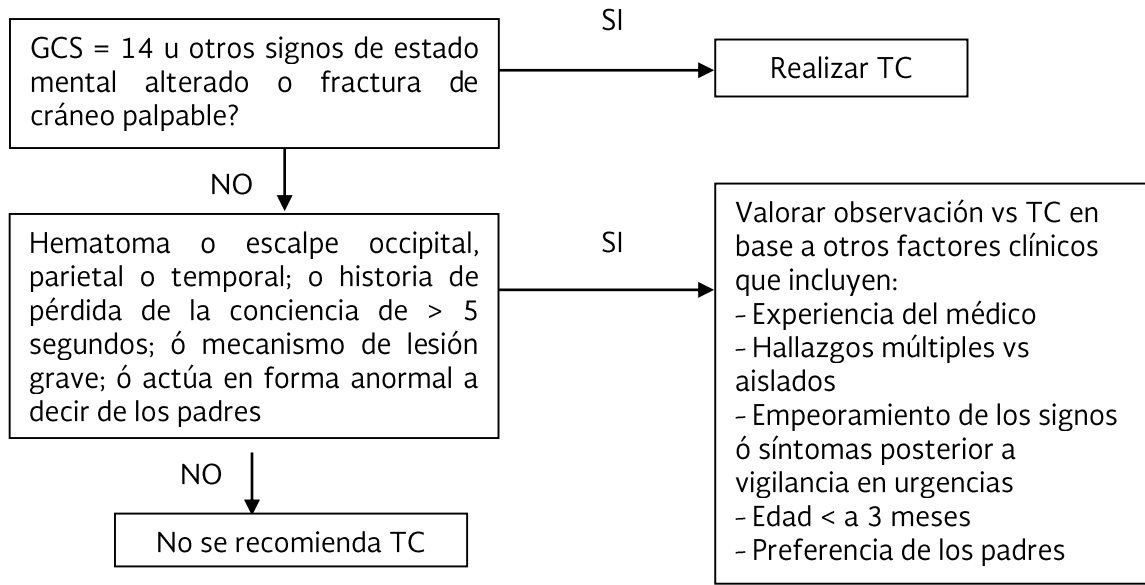 GCS = 14 u otros signos de estado
mental alterado o fractura de
cráneo palpable?
SI
Realizar TC
NO
Hematoma o escalpe occipital,
parietal o temporal; o historia de
pérdida de la conciencia de > 5
segundos; ó mecanismo de lesión
grave; ó actúa en forma anormal a
decir de los padres
SI
Valorar observación vs TC en
base a otros factores clínicos
que incluyen:
- Experiencia del médico
- Hallazgos múltiples vs
aislados
- Empeoramiento de los signos
ó síntomas posterior a
vigilancia en urgencias
- Edad < a 3 meses
- Preferencia de los padres
NO
No se recomienda TC